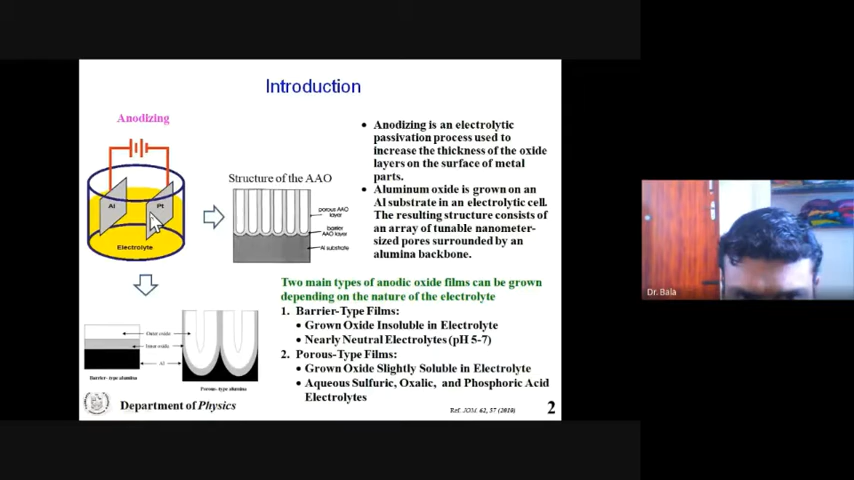 Introduction
Anodizing
Al
Pt
Electrolyte
Structure of the AAO
porous AAO
layer
barrier
AAO layer
Al substrate
• Anodizing is an electrolytic
passivation process used to
increase the thickness of the oxide
layers on the surface of metal
parts.
• Aluminum oxide is grown on an
Al substrate in an electrolytic cell.
The resulting structure consists of
an array of tunable nanometer-
sized pores surrounded by an
alumina backbone.
Two main types of anodic oxide films can be grown
depending on the nature of the electrolyte
1. Barrier-Type Films:
• Grown Oxide Insoluble in Electrolyte
• Nearly Neutral Electrolytes (pH 5-7)
2. Porous-Type Films:
• Grown Oxide Slightly Soluble in Electrolyte
• Aqueous Sulfuric, Oxalic, and Phosphoric Acid
Electrolytes
Outer oxide
Inner oxide
Al
Barrier- type alumina
Porous- type alumina
Department of Physics
Ref. JOM. 62, 57 (2010)
2
Dr. Bala